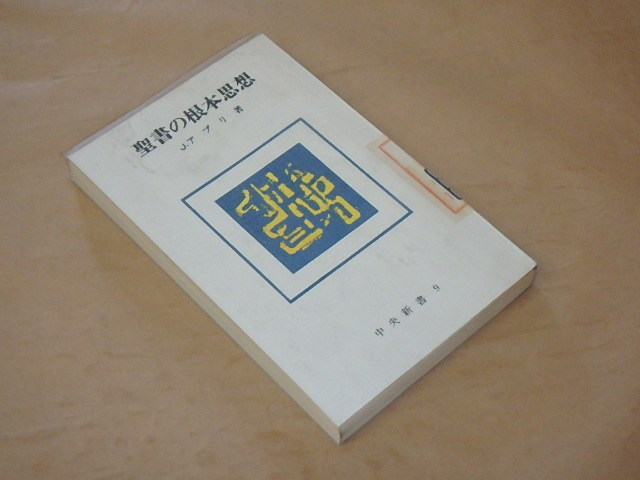 聖書の根本思想
J・アブリ 著
中央新書 9